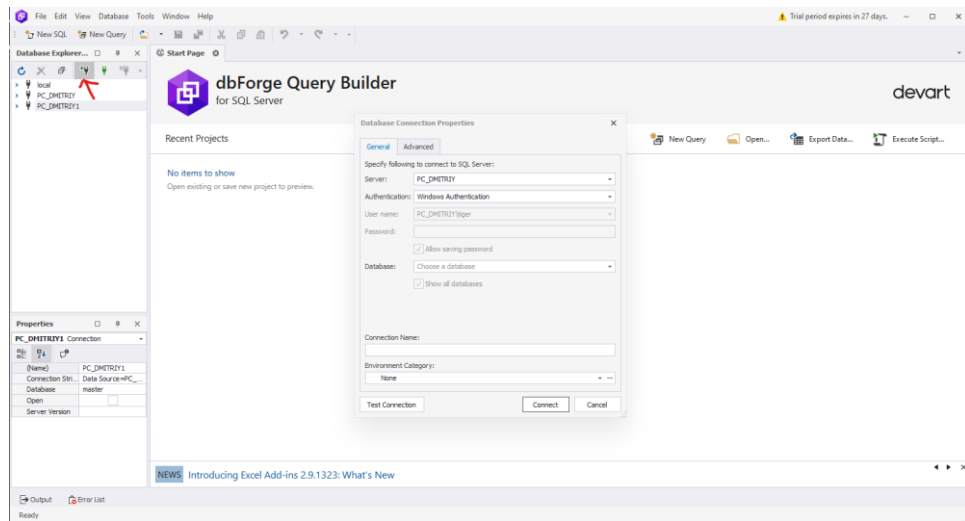 File Edit View Database Tools Window Help
Trial period expires in 27 days.
New SQL New Query
Database Explorer...
Start Page
local
PC_DMITRIY
PC_DMITRIY1
dbForge Query Builder
for SQL Server
devart
Recent Projects
New Query Open... Export Data... Execute Script...
No items to show
Open existing or save new project to preview.
Database Connection Properties
General Advanced
Specify following to connect to SQL Server:
Server: PC_DMITRIY
Authentication: Windows Authentication
User name: PC_DMITRIY\tiger
Password:
Allow saving password
Database: Choose a database
Show all databases
Connection Name:
Environment Category:
None
Test Connection Connect Cancel
Properties
PC_DMITRIY1 Connection
(Name) PC_DMITRIY1
Connection Stri... Data Source=PC_...
Database master
Open
Server Version
NEWS Introducing Excel Add-ins 2.9.1323: What's New
Output Error List
Ready